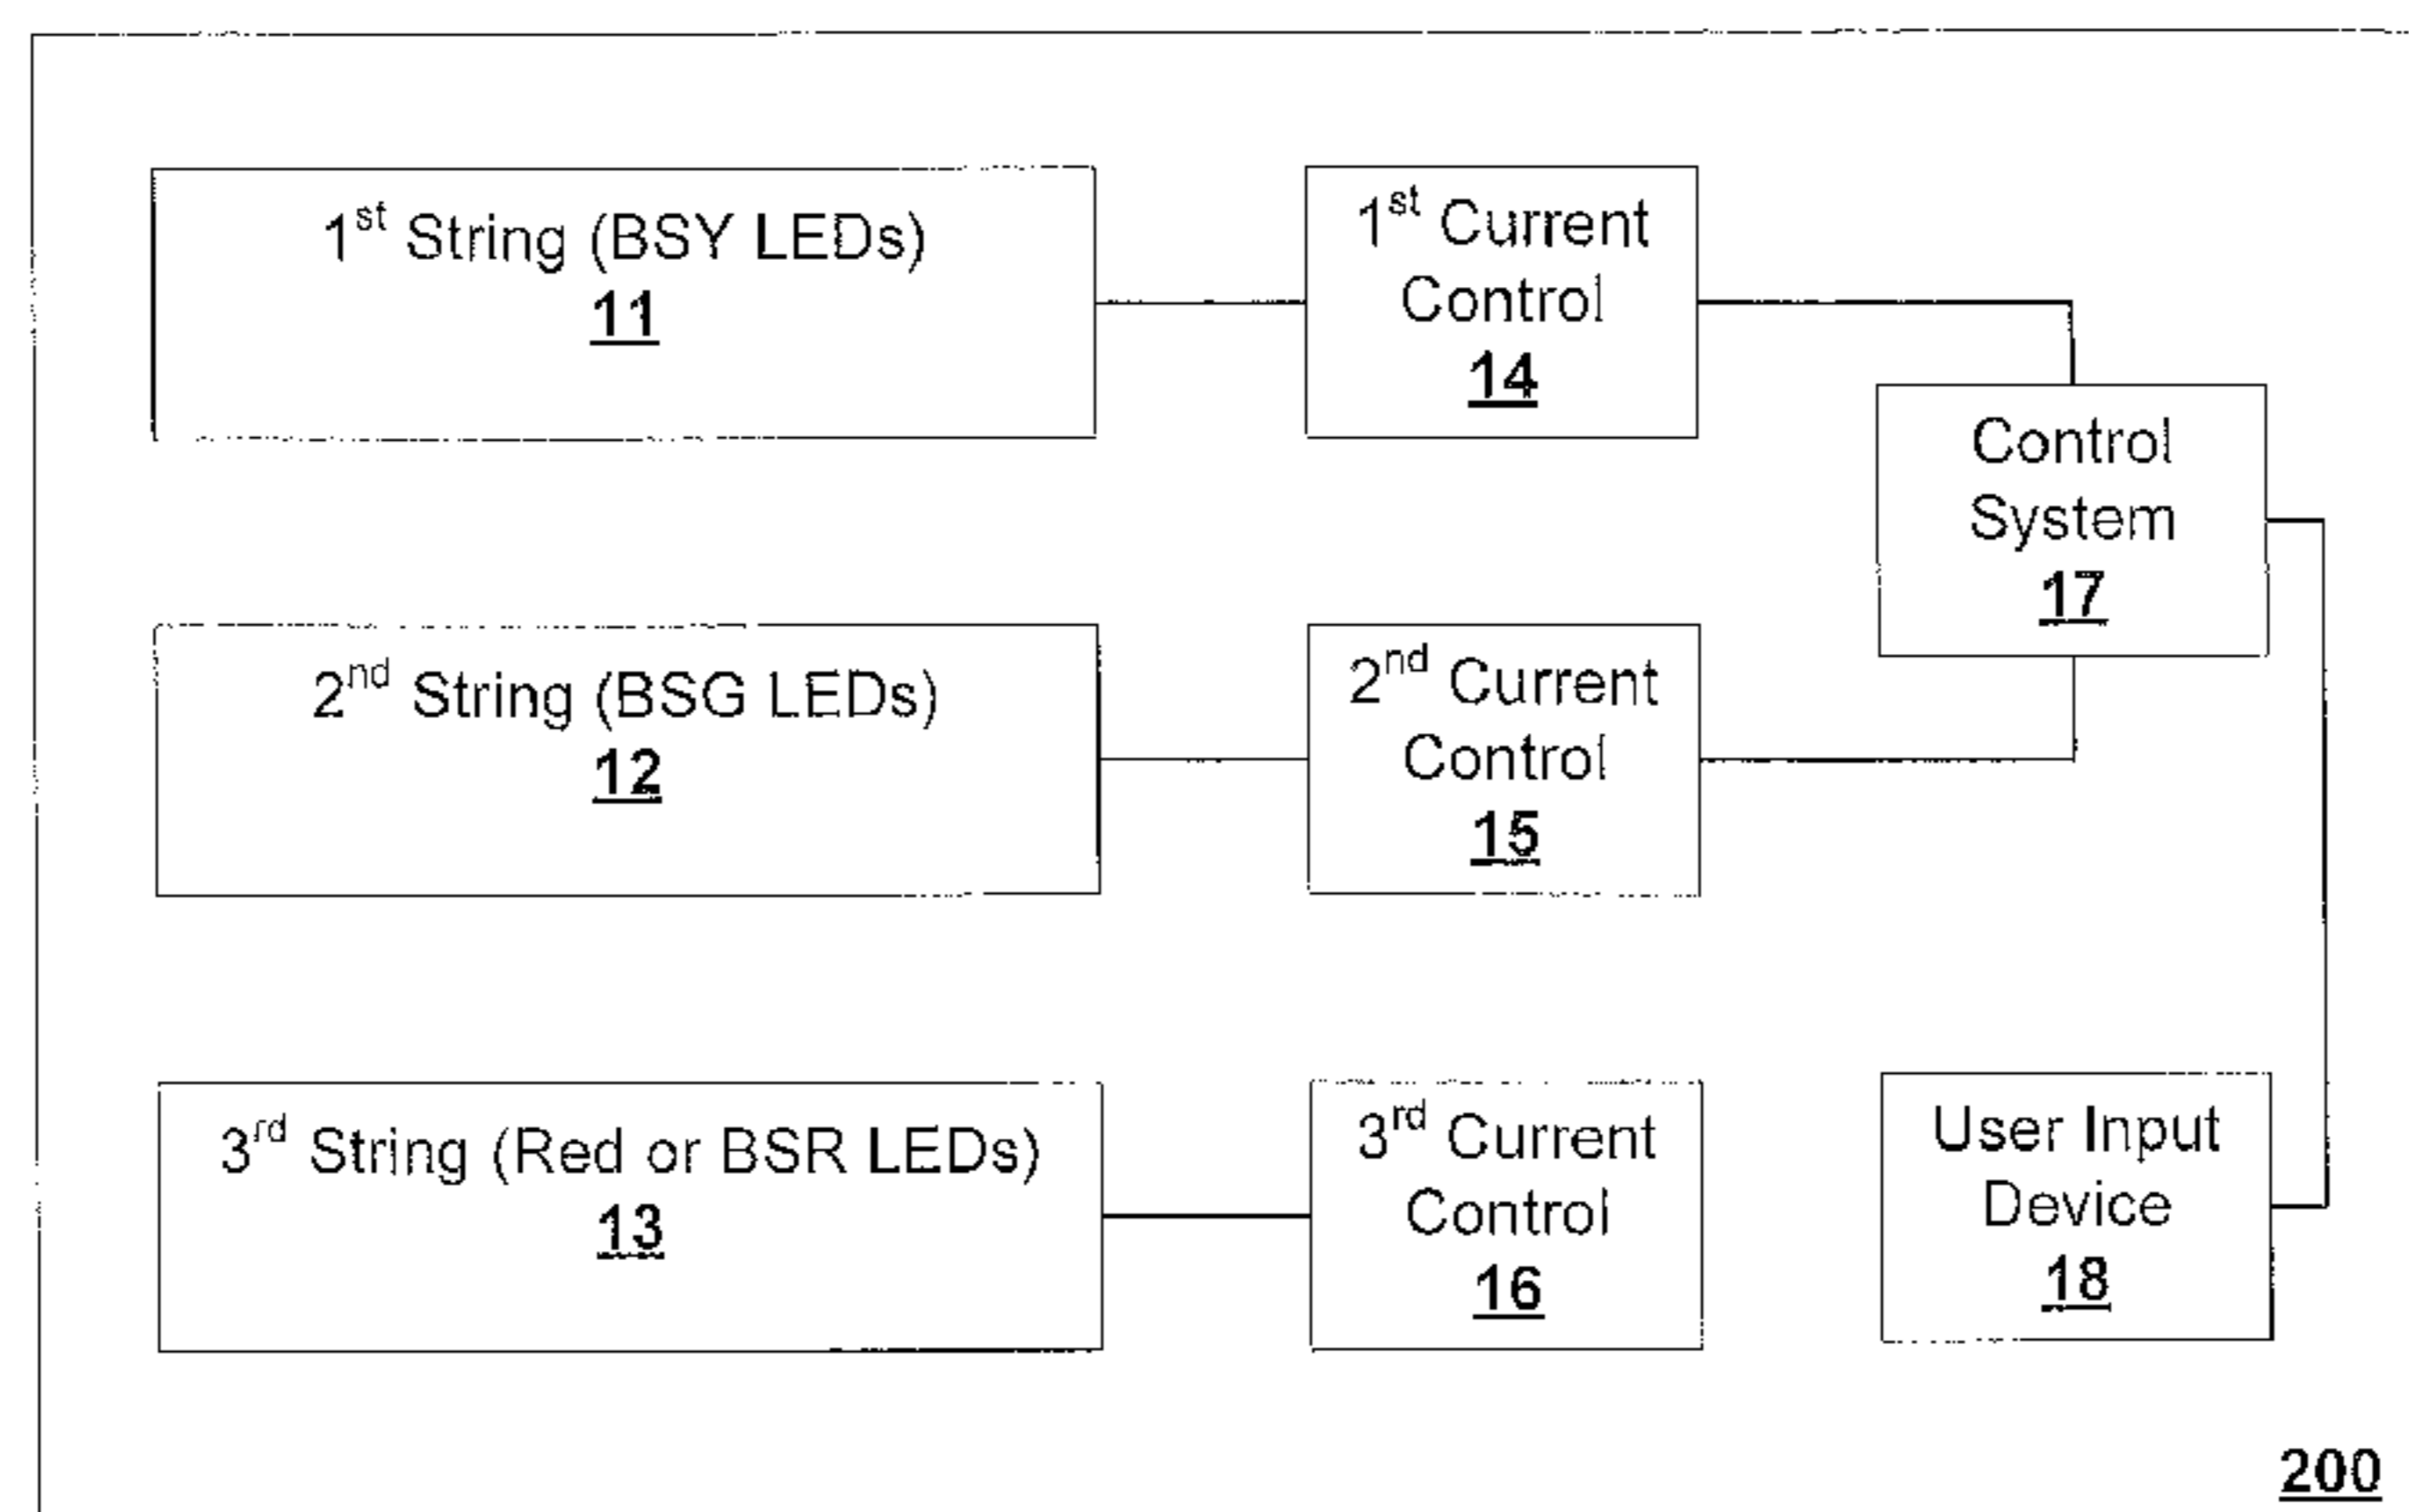 1st String (BSY LEDs)
11
1st Current
Control
14
Control
System
17
2nd String (BSG LEDs)
12
2nd Current
Control
15
3rd String (Red or BSR LEDs)
13
3rd Current
Control
16
User Input
Device
18
200